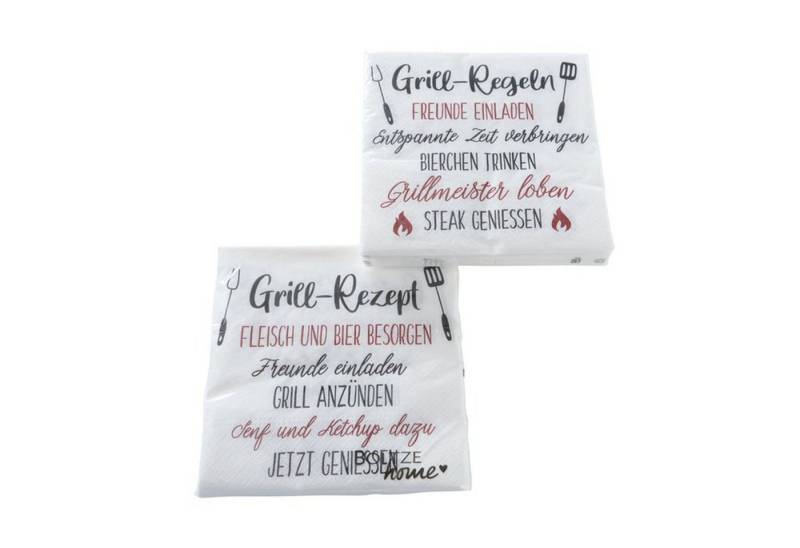 Grill-Regeln
FREUNDE EINLADEN
Entspannte Zeit verbringen
BIERCHEN TRINKEN
Grillmeister loben
STEAK GENIESSEN
Grill-Rezept
FLEISCH UND BIER BESORGEN
Freunde einladen
GRILL ANZÜNDEN
Senf und Ketchup dazu
JETZT GENIESSEN
BOLTZE
home